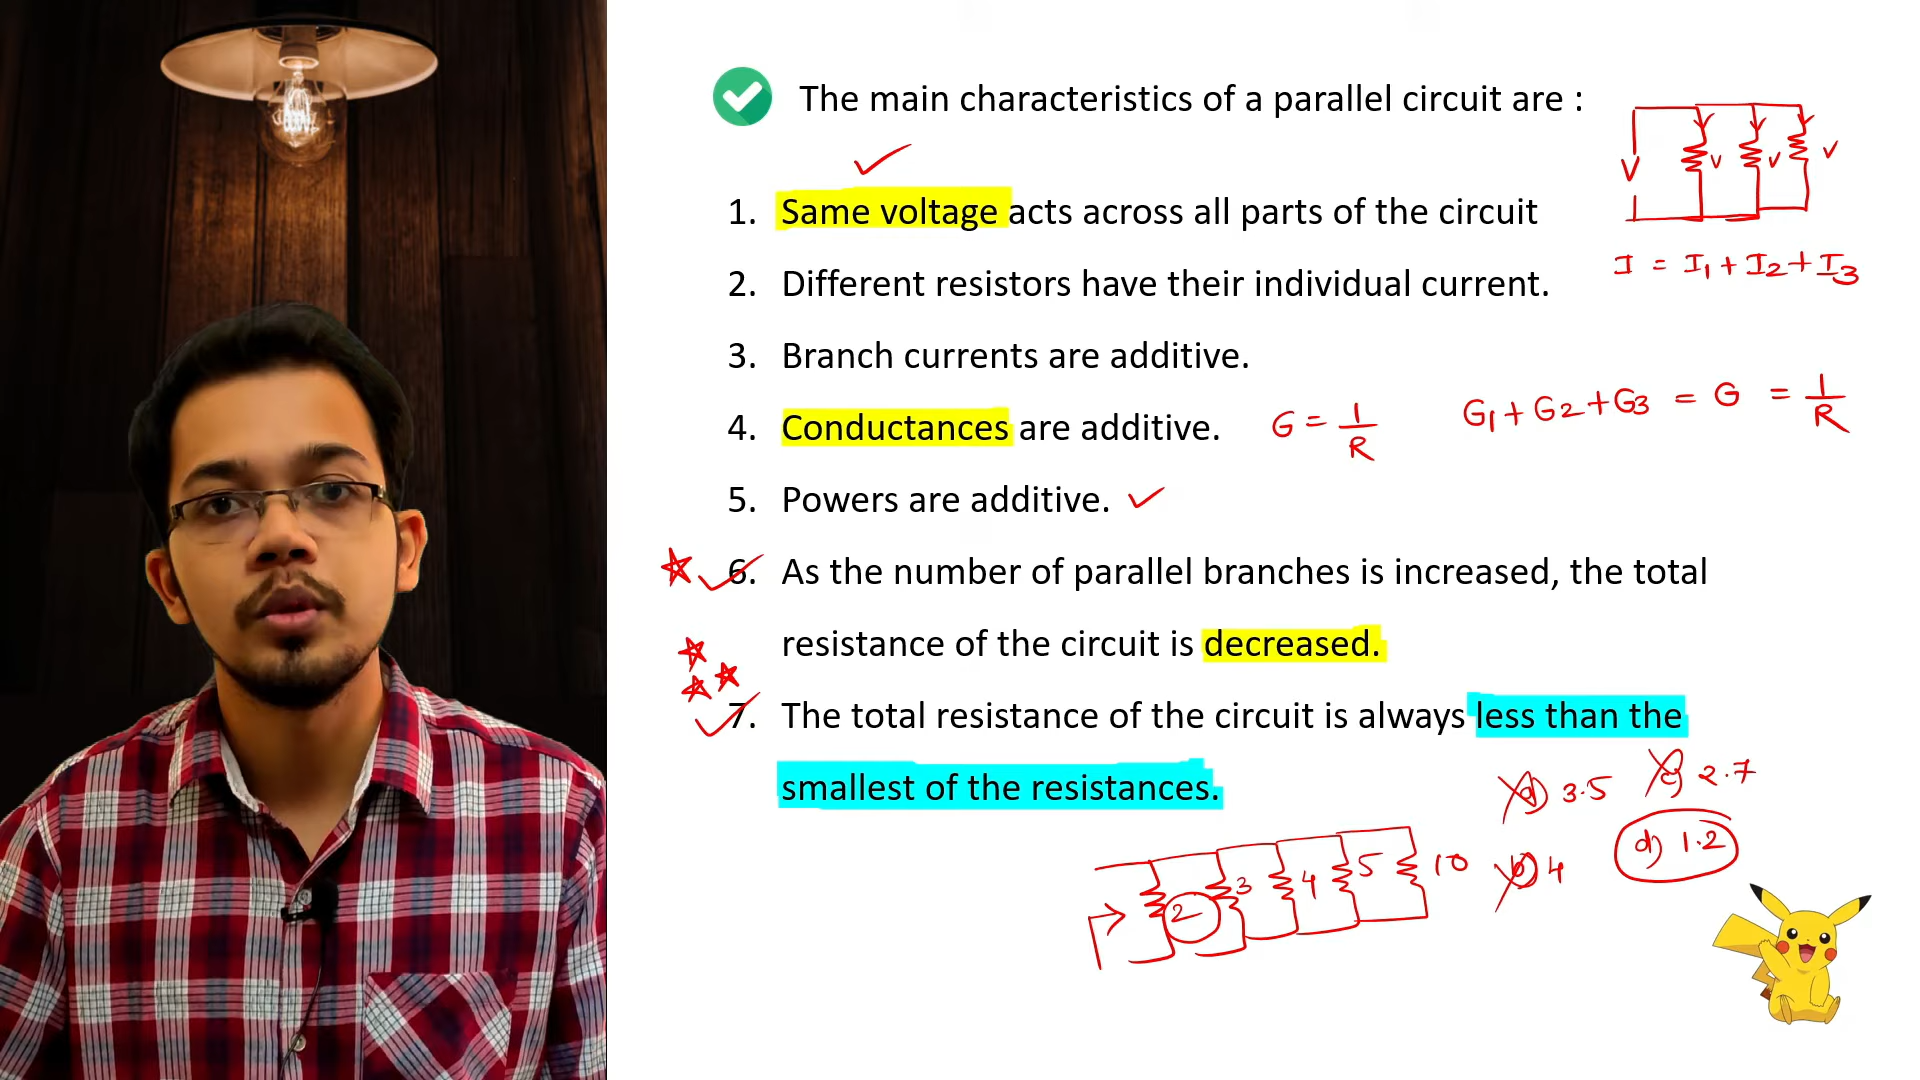 The main characteristics of a parallel circuit are :
V V V V
1. Same voltage acts across all parts of the circuit
I = I1 + I2 + I3
2. Different resistors have their individual current.
3. Branch currents are additive.
4. Conductances are additive.
G = 1/R
G1 + G2 + G3 = G = 1/R
5. Powers are additive.
6. As the number of parallel branches is increased, the total
resistance of the circuit is decreased.
7. The total resistance of the circuit is always less than the
smallest of the resistances.
a) 3.5
c) 2.7
b) 4
d) 1.2
2 3 4 5 10